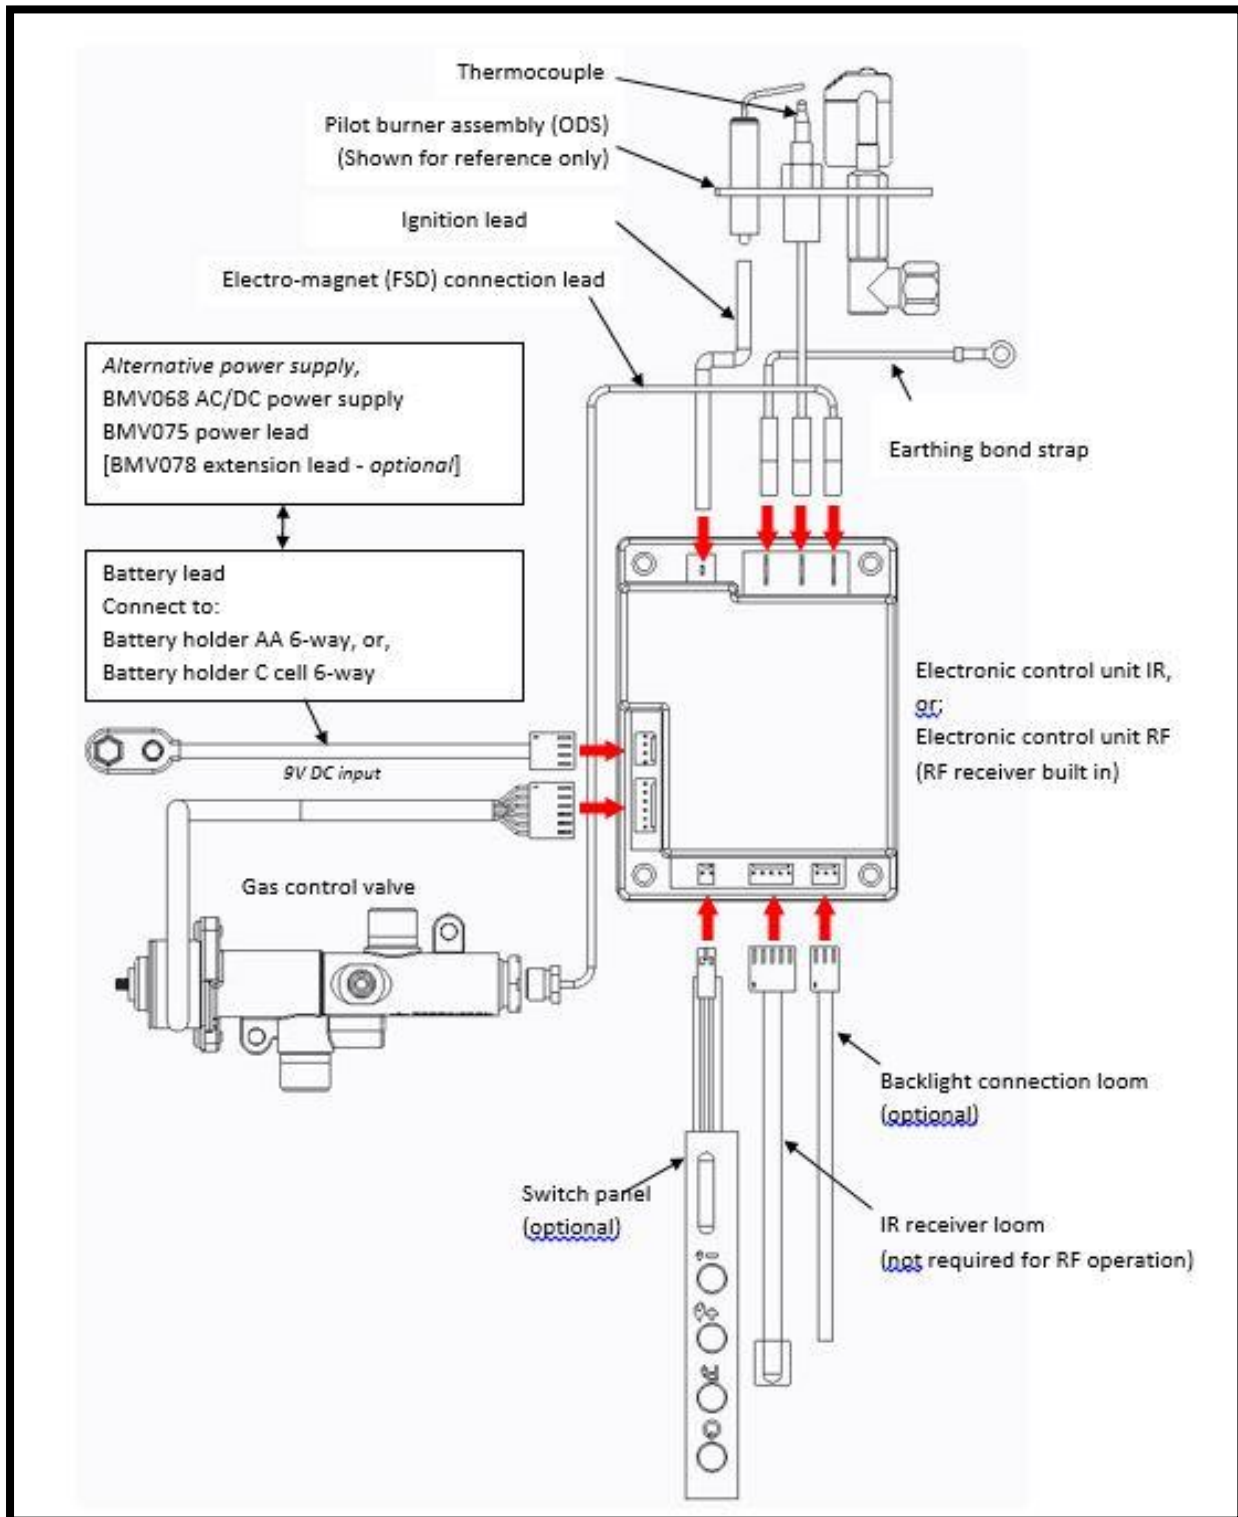 Thermocouple
Pilot burner assembly (ODS)
(Shown for reference only)
Ignition lead
Electro-magnet (FSD) connection lead
Alternative power supply,
BMV068 AC/DC power supply
BMV075 power lead
[BMV078 extension lead - optional]
Earthing bond strap
Battery lead
Connect to:
Battery holder AA 6-way, or,
Battery holder C cell 6-way
Electronic control unit IR,
or;
Electronic control unit RF
(RF receiver built in)
9V DC input
Gas control valve
Backlight connection loom
(optional)
Switch panel
(optional)
IR receiver loom
(not required for RF operation)